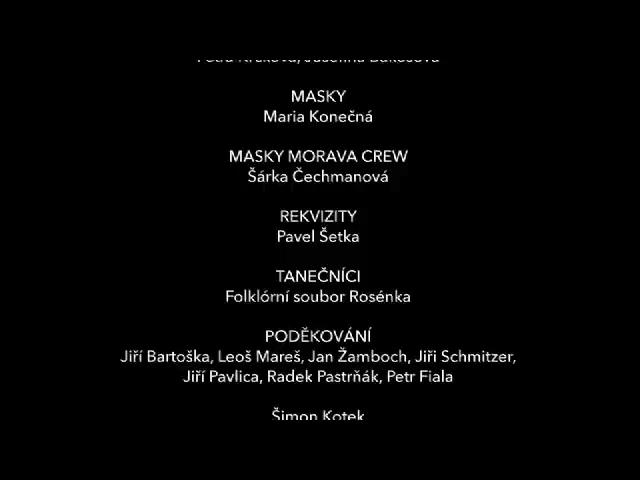 MASKY
Maria Konečná
MASKY MORAVA CREW
Šárka Čechmanová
REKVIZITY
Pavel Šetka
TANEČNÍCI
Folklórní soubor Rosénka
PODĚKOVÁNÍ
Jiří Bartoška, Leoš Mareš, Jan Žamboch, Jiři Schmitzer,
Jiří Pavlica, Radek Pastrňák, Petr Fiala
Šimon Kotek